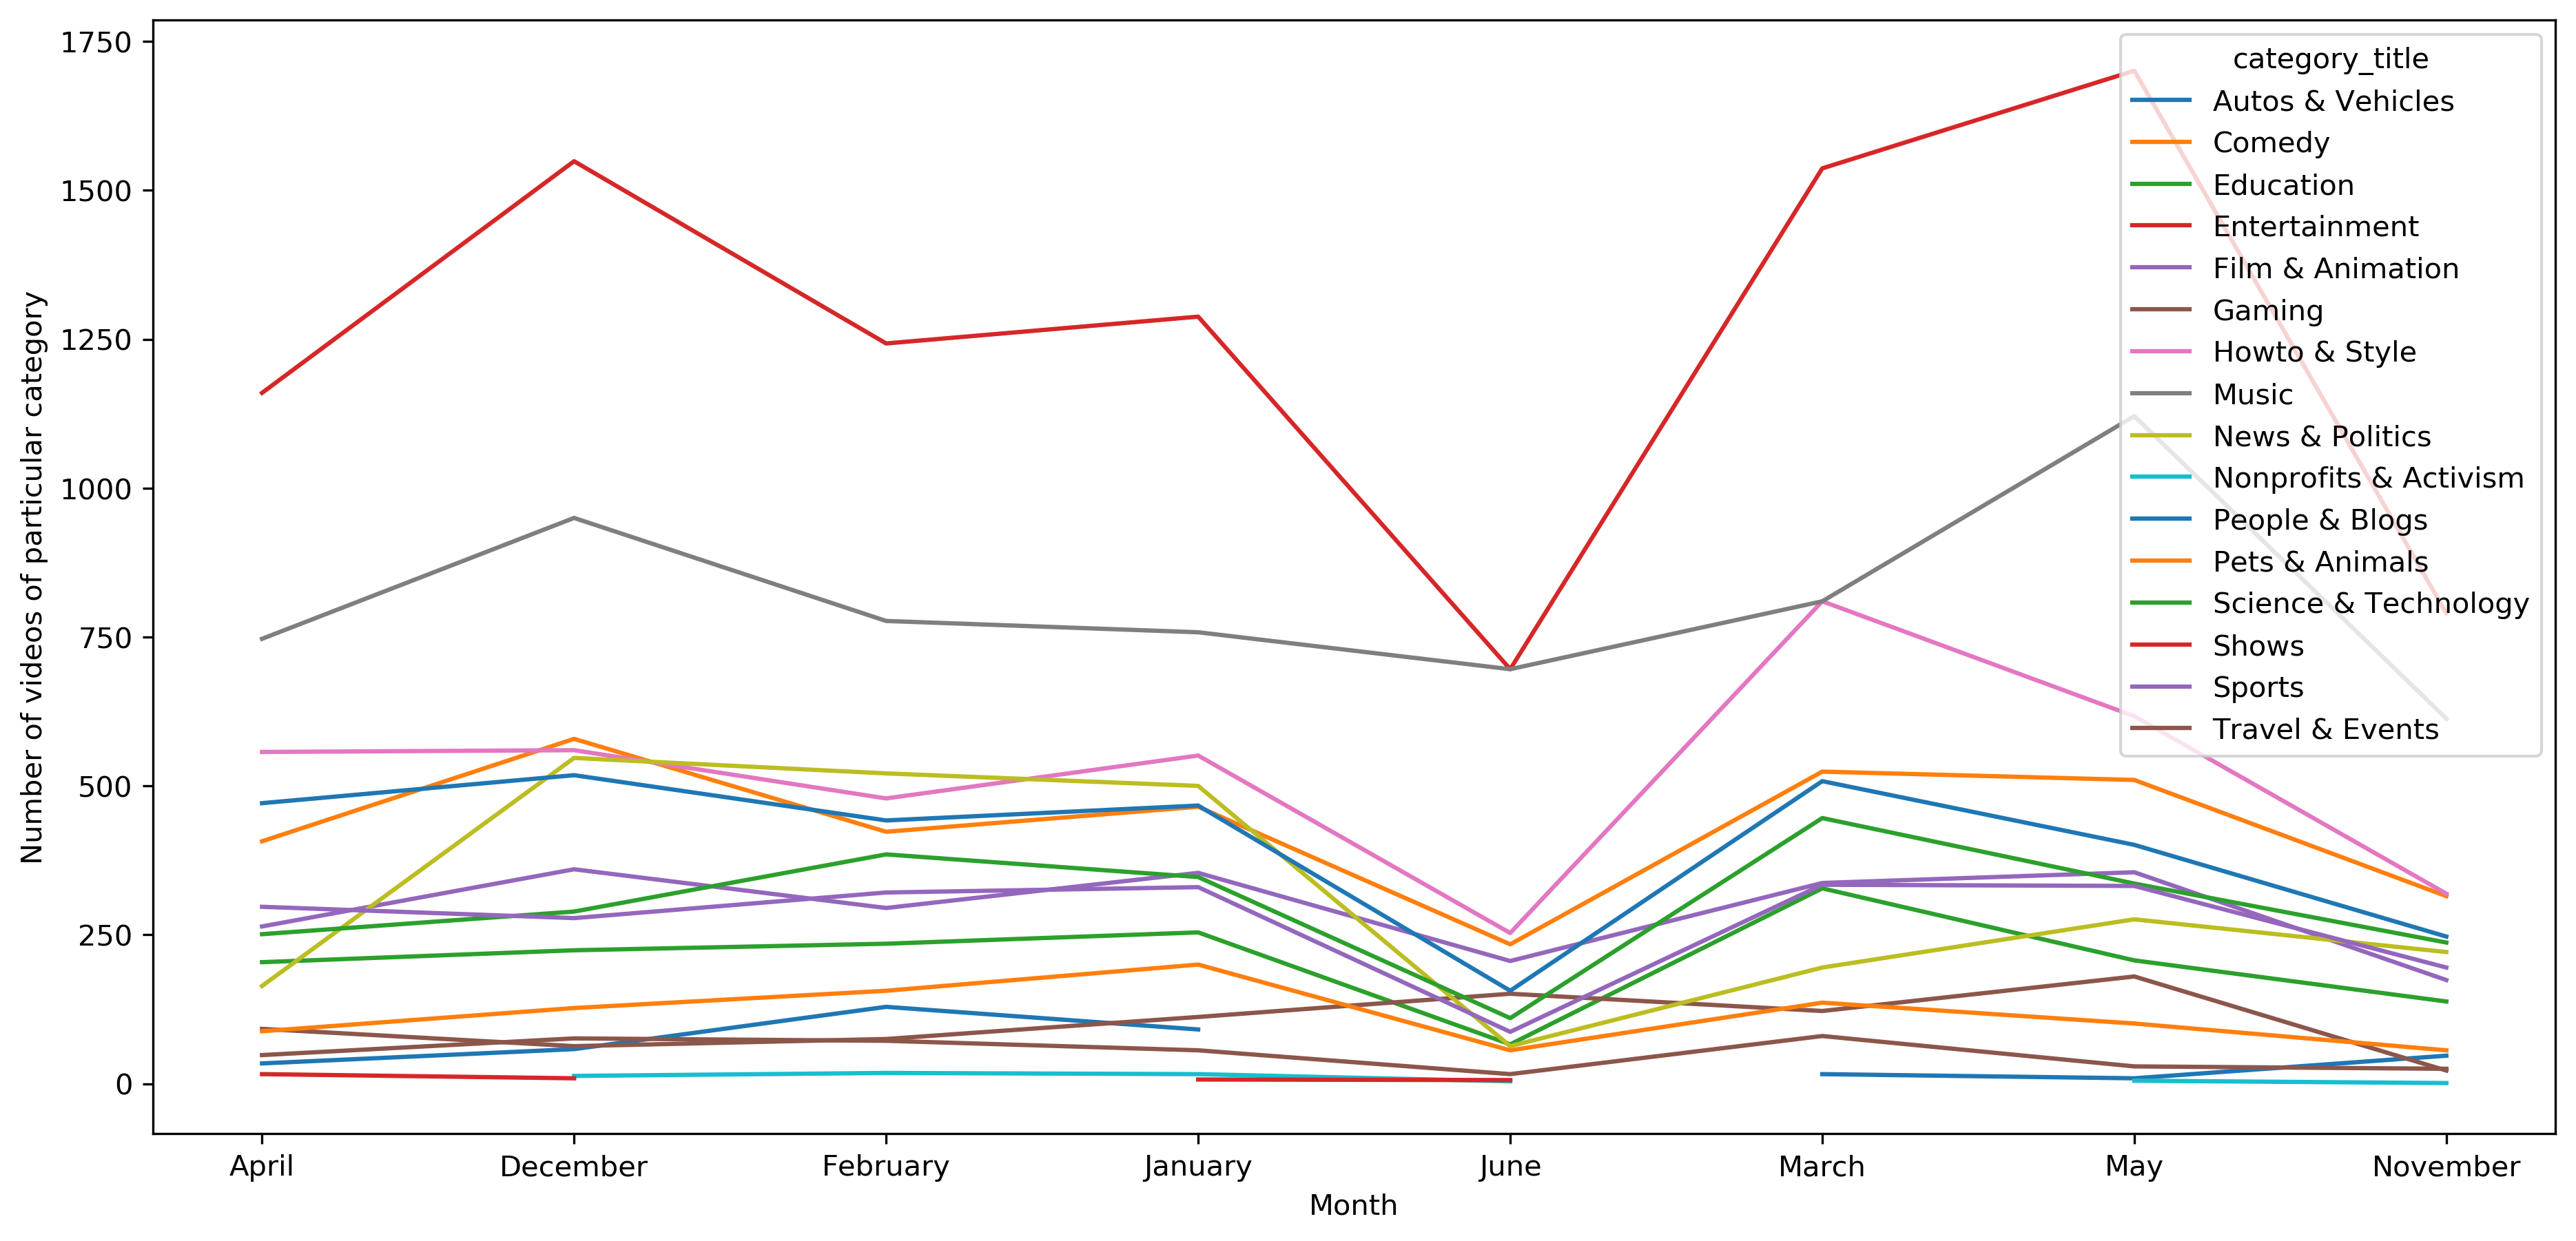 Number of videos of particular category
1750
1500
1250
1000
750
500
250
0
category_title
Autos & Vehicles
Comedy
Education
Entertainment
Film & Animation
Gaming
Howto & Style
Music
News & Politics
Nonprofits & Activism
People & Blogs
Pets & Animals
Science & Technology
Shows
Sports
Travel & Events
April December February January June March May November
Month